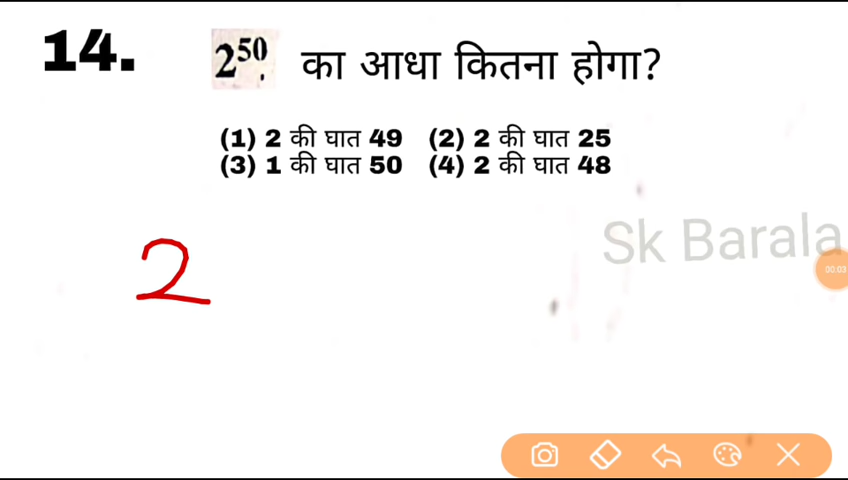 14. 2⁵⁰ का आधा कितना होगा?
(1) 2 की घात 49 (2) 2 की घात 25
(3) 1 की घात 50 (4) 2 की घात 48
Sk Barala
00:03
2